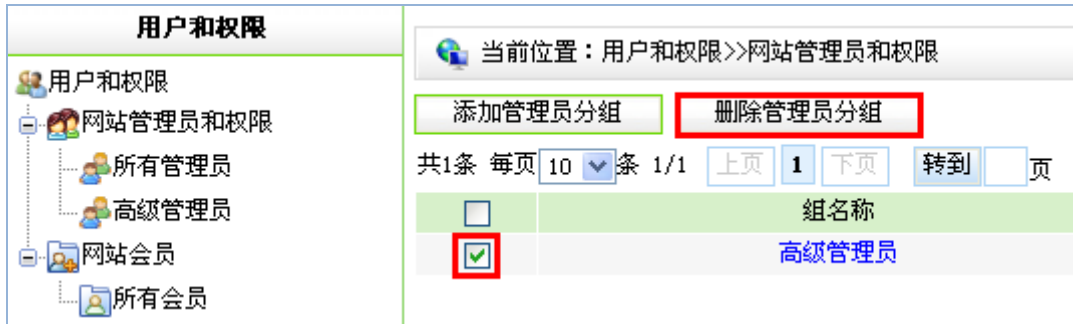 用户和权限
用户和权限
网站管理员和权限
所有管理员
高级管理员
网站会员
所有会员
当前位置：用户和权限>>网站管理员和权限
添加管理员分组 删除管理员分组
共1条 每页 10 条 1/1 上页 1 下页 转到 页
组名称
高级管理员